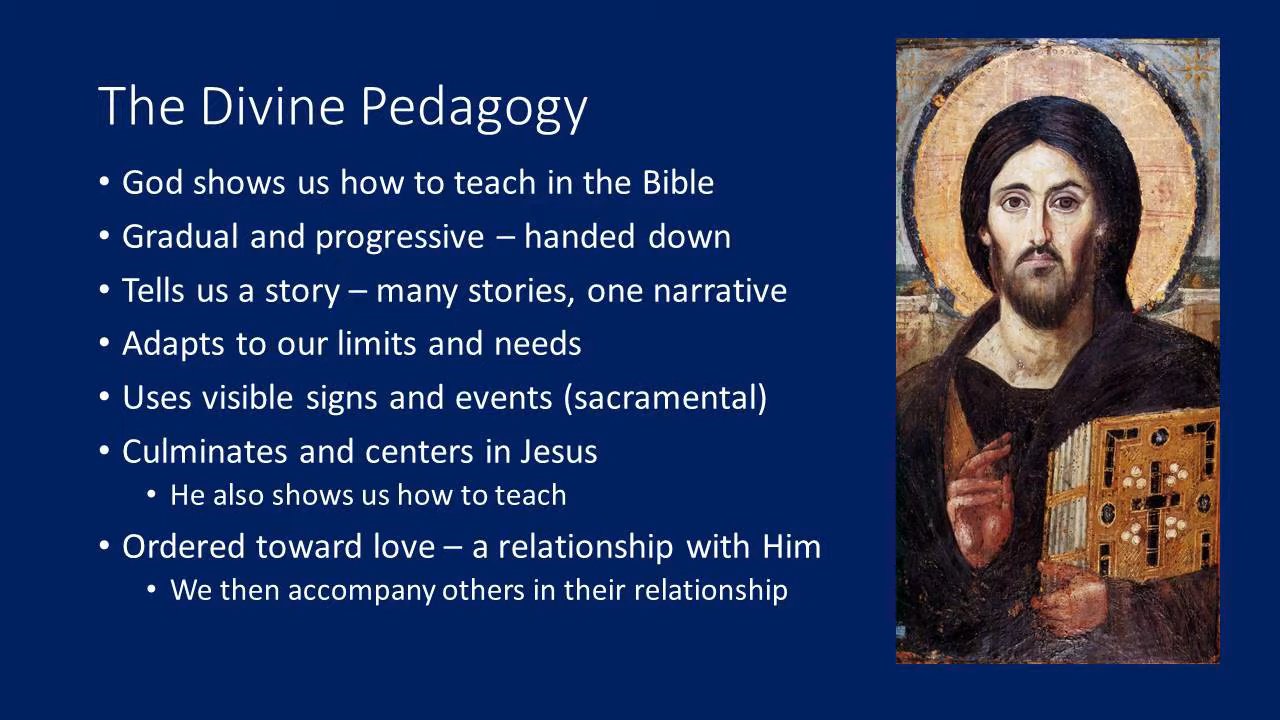 The Divine Pedagogy
• God shows us how to teach in the Bible
• Gradual and progressive – handed down
• Tells us a story – many stories, one narrative
• Adapts to our limits and needs
• Uses visible signs and events (sacramental)
• Culminates and centers in Jesus
• He also shows us how to teach
• Ordered toward love – a relationship with Him
• We then accompany others in their relationship